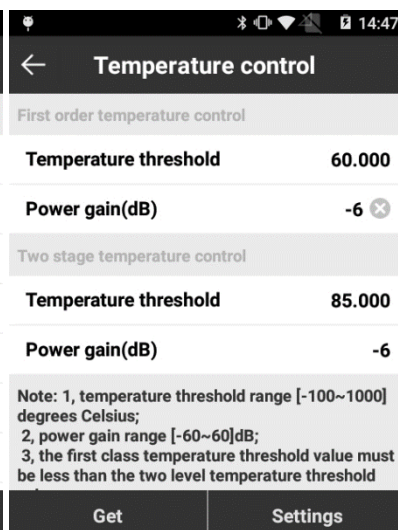 14:47
Temperature control
First order temperature control
Temperature threshold 60.000
Power gain(dB) -6
Two stage temperature control
Temperature threshold 85.000
Power gain(dB) -6
Note: 1, temperature threshold range [-100~1000]
degrees Celsius;
2, power gain range [-60~60]dB;
3, the first class temperature threshold value must
be less than the two level temperature threshold
Get Settings